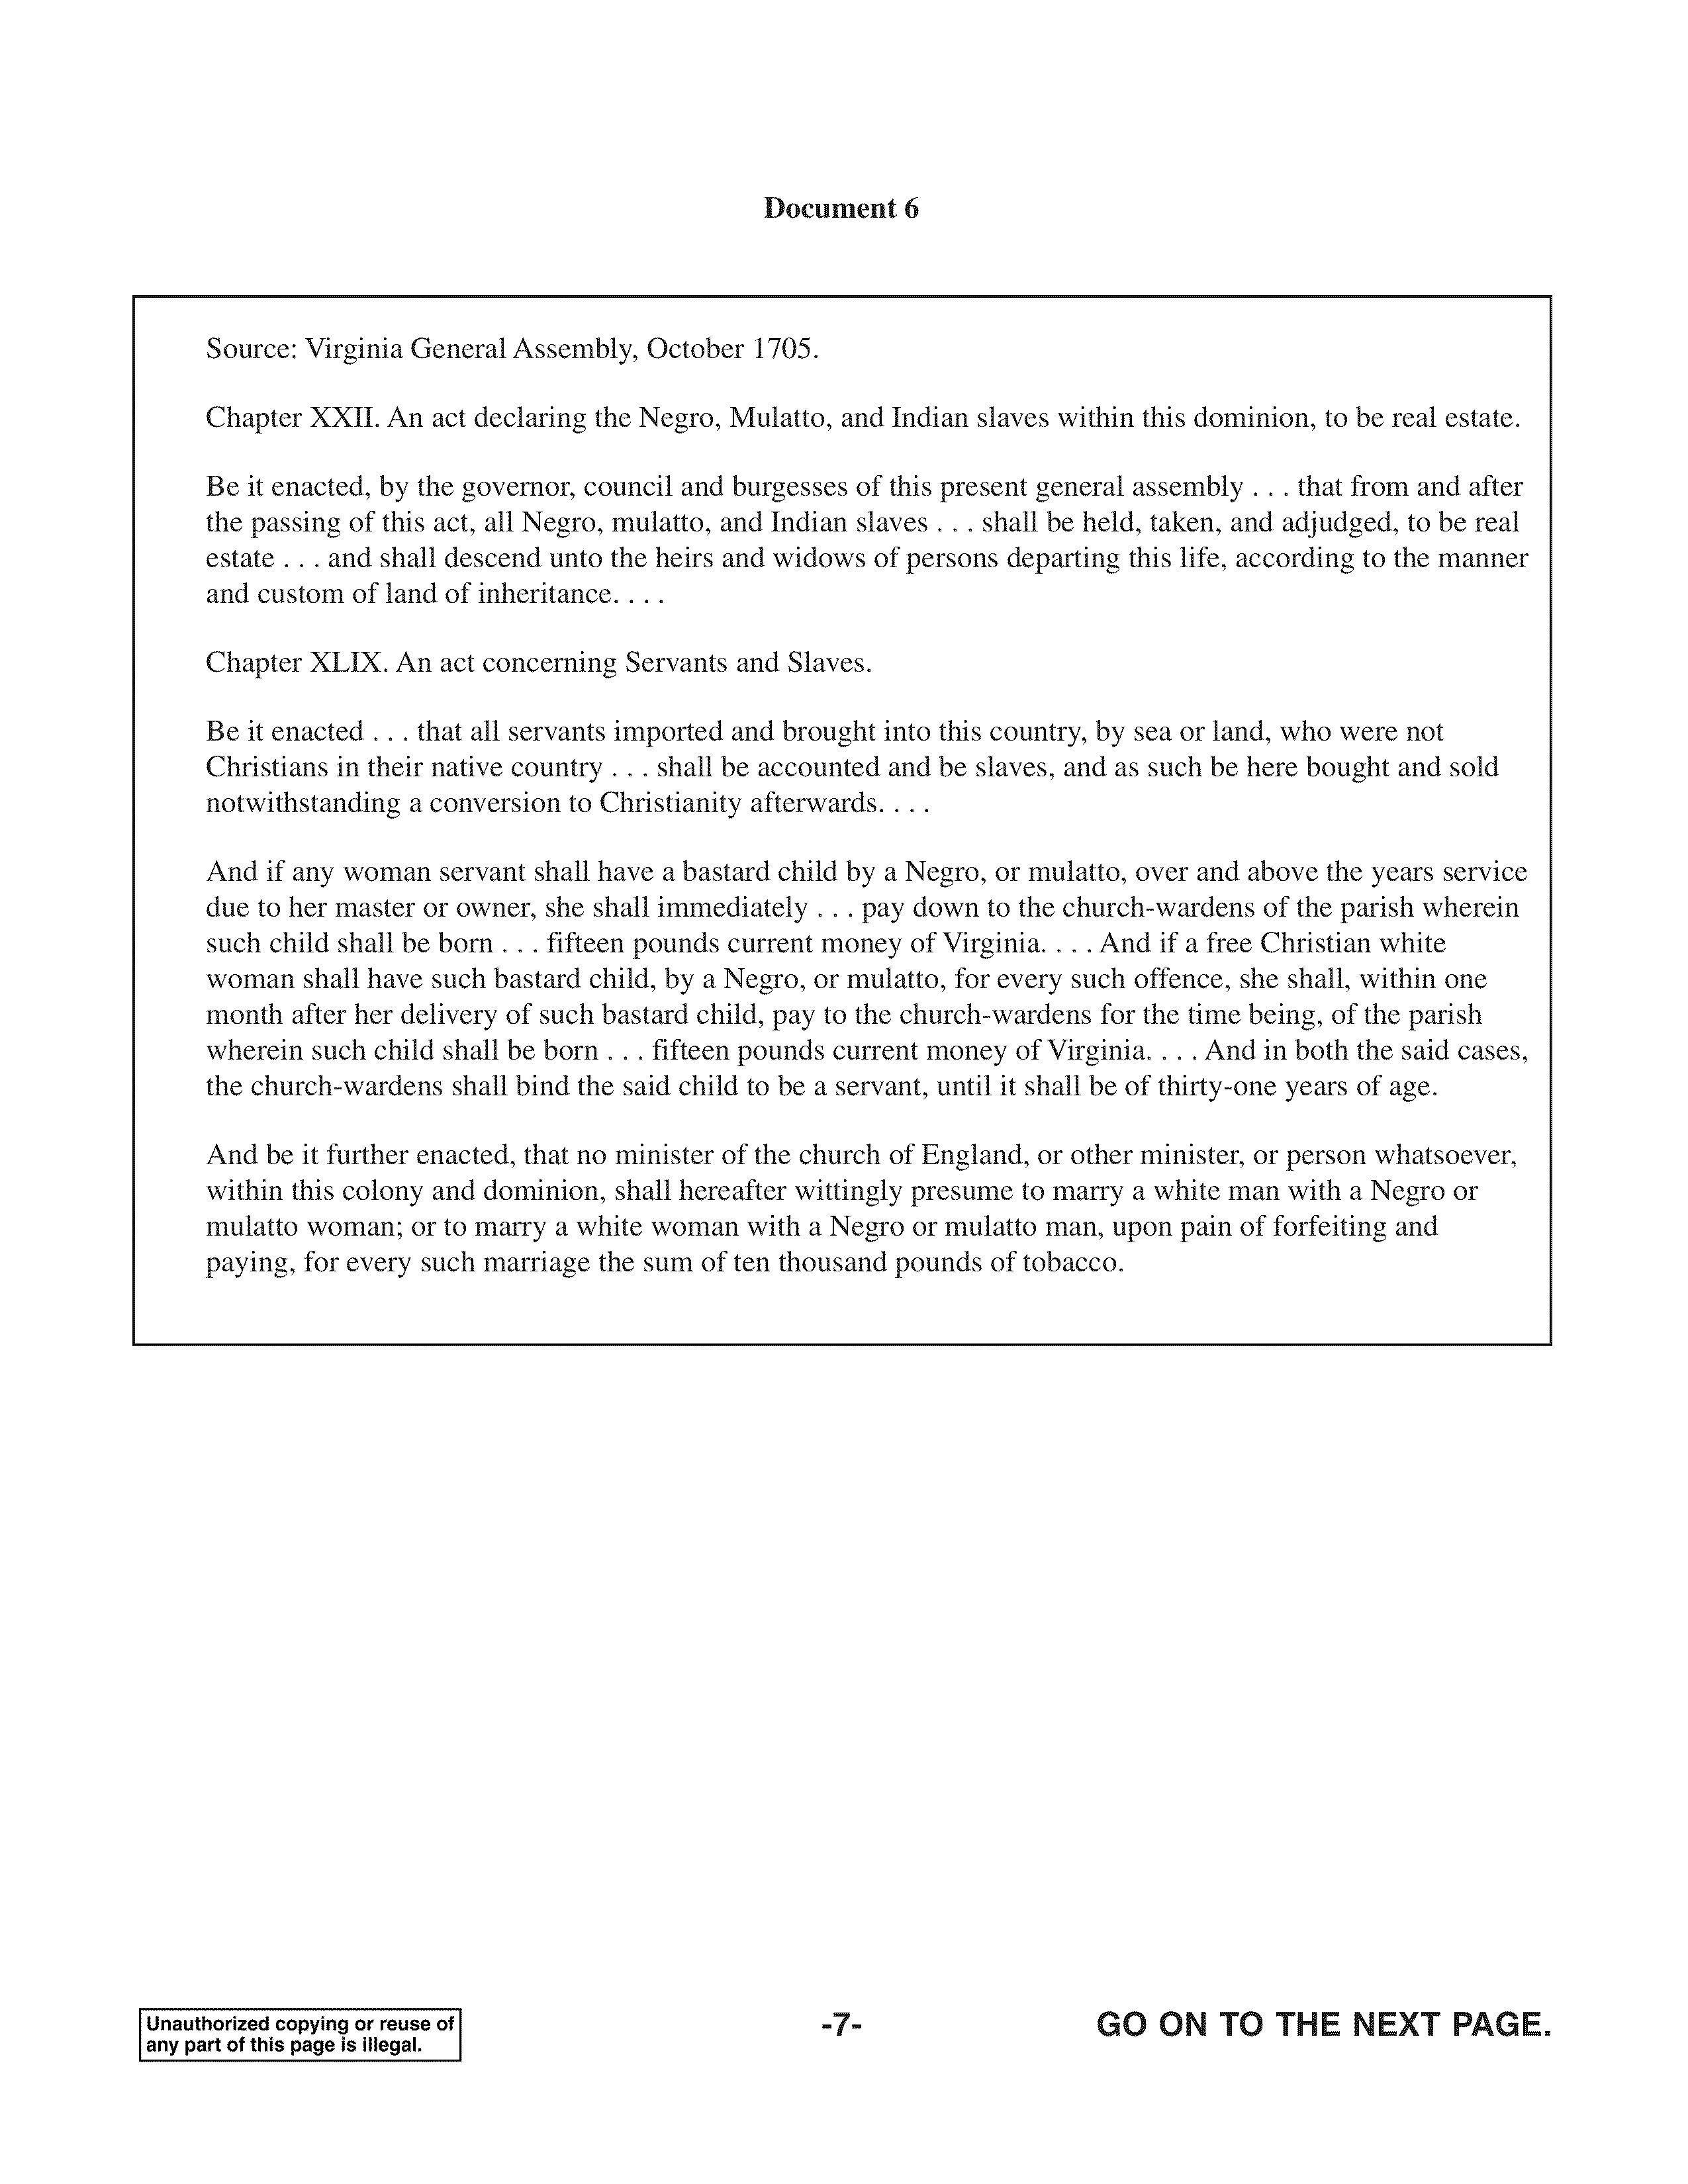 Document 6
Source: Virginia General Assembly, October 1705.
Chapter XXII. An act declaring the Negro, Mulatto, and Indian slaves within this dominion, to be real estate.
Be it enacted, by the governor, council and burgesses of this present general assembly . . . that from and after
the passing of this act, all Negro, mulatto, and Indian slaves . . . shall be held, taken, and adjudged, to be real
estate . . . and shall descend unto the heirs and widows of persons departing this life, according to the manner
and custom of land of inheritance. . . .
Chapter XLIX. An act concerning Servants and Slaves.
Be it enacted . . . that all servants imported and brought into this country, by sea or land, who were not
Christians in their native country . . . shall be accounted and be slaves, and as such be here bought and sold
notwithstanding a conversion to Christianity afterwards. . . .
And if any woman servant shall have a bastard child by a Negro, or mulatto, over and above the years service
due to her master or owner, she shall immediately . . . pay down to the church-wardens of the parish wherein
such child shall be born . . . fifteen pounds current money of Virginia. . . . And if a free Christian white
woman shall have such bastard child, by a Negro, or mulatto, for every such offence, she shall, within one
month after her delivery of such bastard child, pay to the church-wardens for the time being, of the parish
wherein such child shall be born . . . fifteen pounds current money of Virginia. . . . And in both the said cases,
the church-wardens shall bind the said child to be a servant, until it shall be of thirty-one years of age.
And be it further enacted, that no minister of the church of England, or other minister, or person whatsoever,
within this colony and dominion, shall hereafter wittingly presume to marry a white man with a Negro or
mulatto woman; or to marry a white woman with a Negro or mulatto man, upon pain of forfeiting and
paying, for every such marriage the sum of ten thousand pounds of tobacco.
Unauthorized copying or reuse of
any part of this page is illegal.
-7-
GO ON TO THE NEXT PAGE.